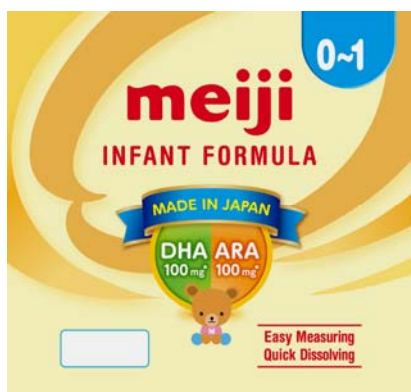 0~1
meiji
INFANT FORMULA
MADE IN JAPAN
DHA ARA
100 mg* 100 mg*
M
Easy Measuring
Quick Dissolving